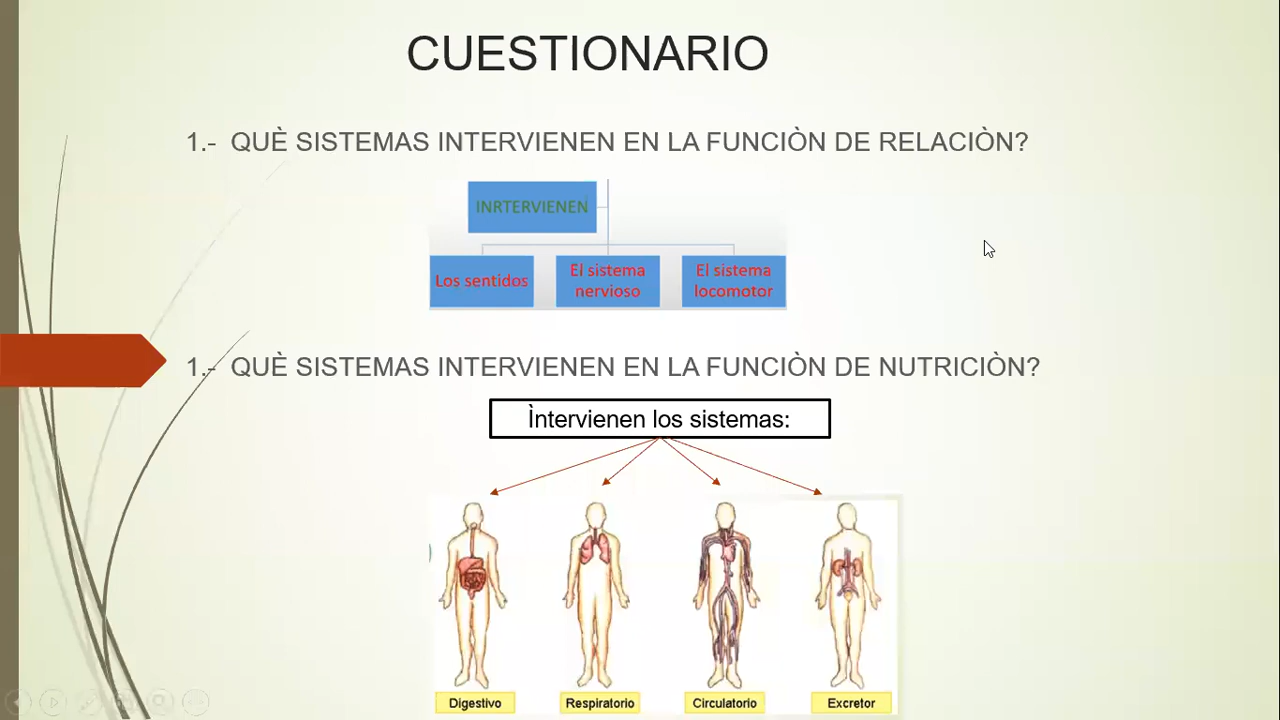 CUESTIONARIO
1.- QUÈ SISTEMAS INTERVIENEN EN LA FUNCIÒN DE RELACIÒN?
INRTERVIENEN
Los sentidos
El sistema
nervioso
El sistema
locomotor
1.- QUÈ SISTEMAS INTERVIENEN EN LA FUNCIÒN DE NUTRICIÒN?
Ìntervienen los sistemas:
Digestivo
Respiratorio
Circulatorio
Excretor